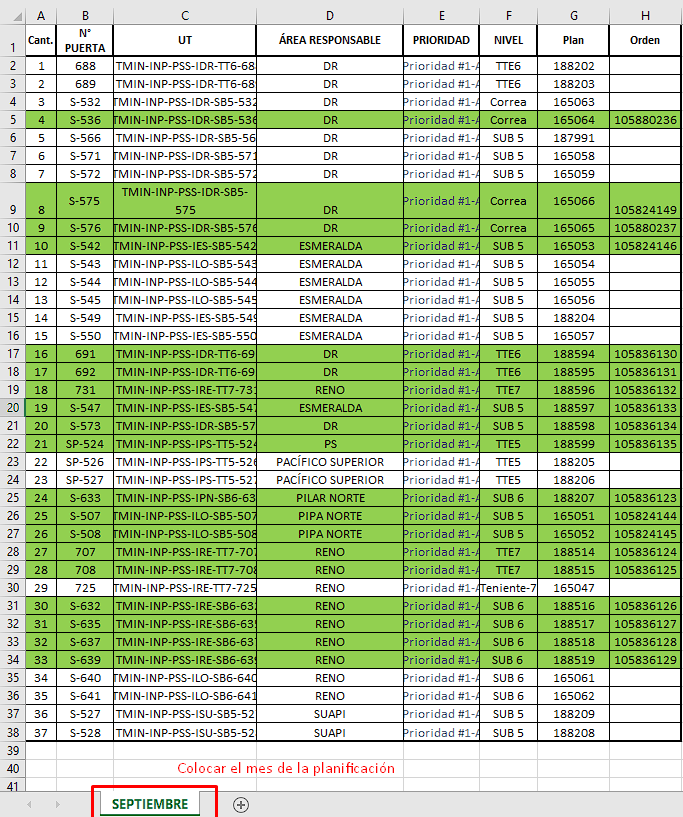 A B C D E F G H
1 Cant. N° PUERTA UT ÁREA RESPONSABLE PRIORIDAD NIVEL Plan Orden
2 1 688 TMIN-INP-PSS-IDR-TT6-68 DR Prioridad #1-A TTE6 188202
3 2 689 TMIN-INP-PSS-IDR-TT6-68 DR Prioridad #1-A TTE6 188203
4 3 S-532 TMIN-INP-PSS-IDR-SB5-532 DR Prioridad #1-A Correa 165063
5 4 S-536 TMIN-INP-PSS-IDR-SB5-536 DR Prioridad #1-A Correa 165064 105880236
6 5 S-566 TMIN-INP-PSS-IDR-SB5-56 DR Prioridad #1-A SUB 5 187991
7 6 S-571 TMIN-INP-PSS-IDR-SB5-571 DR Prioridad #1-A SUB 5 165058
8 7 S-572 TMIN-INP-PSS-IDR-SB5-572 DR Prioridad #1-A SUB 5 165059
9 8 S-575 TMIN-INP-PSS-IDR-SB5-575 DR Prioridad #1-A Correa 165066 105824149
10 9 S-576 TMIN-INP-PSS-IDR-SB5-576 DR Prioridad #1-A Correa 165065 105880237
11 10 S-542 TMIN-INP-PSS-IES-SB5-542 ESMERALDA Prioridad #1-A SUB 5 165053 105824146
12 11 S-543 TMIN-INP-PSS-ILO-SB5-543 ESMERALDA Prioridad #1-A SUB 5 165054
13 12 S-544 TMIN-INP-PSS-ILO-SB5-544 ESMERALDA Prioridad #1-A SUB 5 165055
14 13 S-545 TMIN-INP-PSS-ILO-SB5-545 ESMERALDA Prioridad #1-A SUB 5 165056
15 14 S-549 TMIN-INP-PSS-IES-SB5-549 ESMERALDA Prioridad #1-A SUB 5 188204
16 15 S-550 TMIN-INP-PSS-IES-SB5-550 ESMERALDA Prioridad #1-A SUB 5 165057
17 16 691 TMIN-INP-PSS-IDR-TT6-69 DR Prioridad #1-A TTE6 188594 105836130
18 17 692 TMIN-INP-PSS-IDR-TT6-69 DR Prioridad #1-A TTE6 188595 105836131
19 18 731 TMIN-INP-PSS-IRE-TT7-731 RENO Prioridad #1-A TTE7 188596 105836132
20 19 S-547 TMIN-INP-PSS-IES-SB5-547 ESMERALDA Prioridad #1-A SUB 5 188597 105836133
21 20 S-573 TMIN-INP-PSS-IDR-SB5-57 DR Prioridad #1-A SUB 5 188598 105836134
22 21 SP-524 TMIN-INP-PSS-IPS-TT5-524 PS Prioridad #1-A TTE5 188599 105836135
23 22 SP-526 TMIN-INP-PSS-IPS-TT5-526 PACÍFICO SUPERIOR Prioridad #1-A TTE5 188205
24 23 SP-527 TMIN-INP-PSS-IPS-TT5-527 PACÍFICO SUPERIOR Prioridad #1-A TTE5 188206
25 24 S-633 TMIN-INP-PSS-IPN-SB6-63 PILAR NORTE Prioridad #1-A SUB 6 188207 105836123
26 25 S-507 TMIN-INP-PSS-ILO-SB5-507 PIPA NORTE Prioridad #1-A SUB 5 165051 105824144
27 26 S-508 TMIN-INP-PSS-ILO-SB5-508 PIPA NORTE Prioridad #1-A SUB 5 165052 105824145
28 27 707 TMIN-INP-PSS-IRE-TT7-707 RENO Prioridad #1-A TTE7 188514 105836124
29 28 708 TMIN-INP-PSS-IRE-TT7-708 RENO Prioridad #1-A TTE7 188515 105836125
30 29 725 TMIN-INP-PSS-IRE-TT7-725 RENO Prioridad #1-A Teniente-7 165047
31 30 S-632 TMIN-INP-PSS-IRE-SB6-632 RENO Prioridad #1-A SUB 6 188516 105836126
32 31 S-635 TMIN-INP-PSS-IRE-SB6-635 RENO Prioridad #1-A SUB 6 188517 105836127
33 32 S-637 TMIN-INP-PSS-IRE-SB6-637 RENO Prioridad #1-A SUB 6 188518 105836128
34 33 S-639 TMIN-INP-PSS-IRE-SB6-639 RENO Prioridad #1-A SUB 6 188519 105836129
35 34 S-640 TMIN-INP-PSS-ILO-SB6-640 RENO Prioridad #1-A SUB 6 165061
36 35 S-641 TMIN-INP-PSS-ILO-SB6-641 RENO Prioridad #1-A SUB 6 165062
37 36 S-527 TMIN-INP-PSS-ISU-SB5-52 SUAPI Prioridad #1-A SUB 5 188209
38 37 S-528 TMIN-INP-PSS-ISU-SB5-52 SUAPI Prioridad #1-A SUB 5 188208
39
40 Colocar el mes de la planificación
41
SEPTIEMBRE